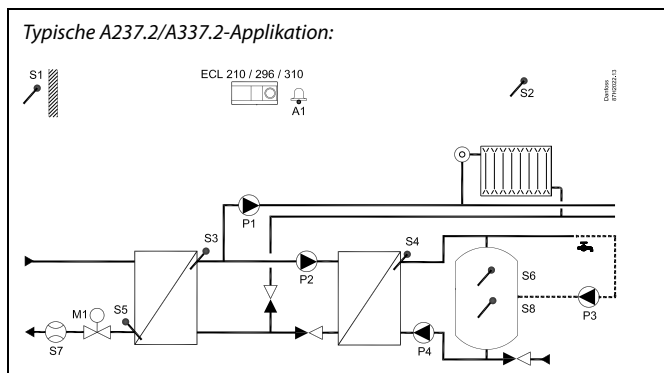 Typische A237.2/A337.2-Applikation:
S1
ECL 210 / 296 / 310
A1
S2
Danfoss
87H2022.13
P1
S3
P2
S4
S6
S8
P3
M1
S5
S7
P4